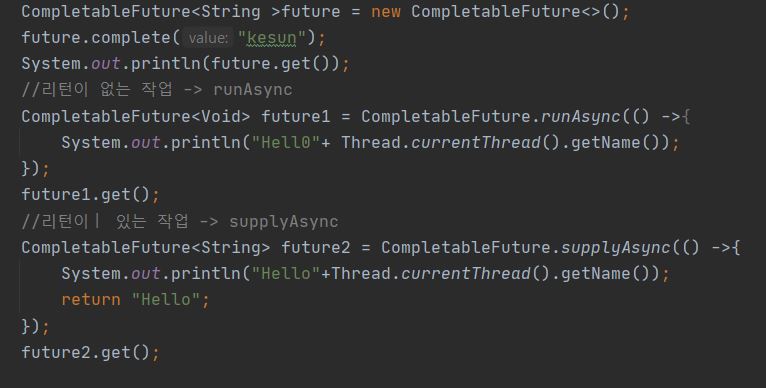 CompletableFuture<String >future = new CompletableFuture<>();
future.complete( value: "kesun");
System.out.println(future.get());
//리턴이 없는 작업 -> runAsync
CompletableFuture<Void> future1 = CompletableFuture.runAsync(() ->{
    System.out.println("Hell0"+ Thread.currentThread().getName());
});
future1.get();
//리턴이ㅣ 있는 작업 -> supplyAsync
CompletableFuture<String> future2 = CompletableFuture.supplyAsync(() ->{
    System.out.println("Hello"+Thread.currentThread().getName());
    return "Hello";
});
future2.get();